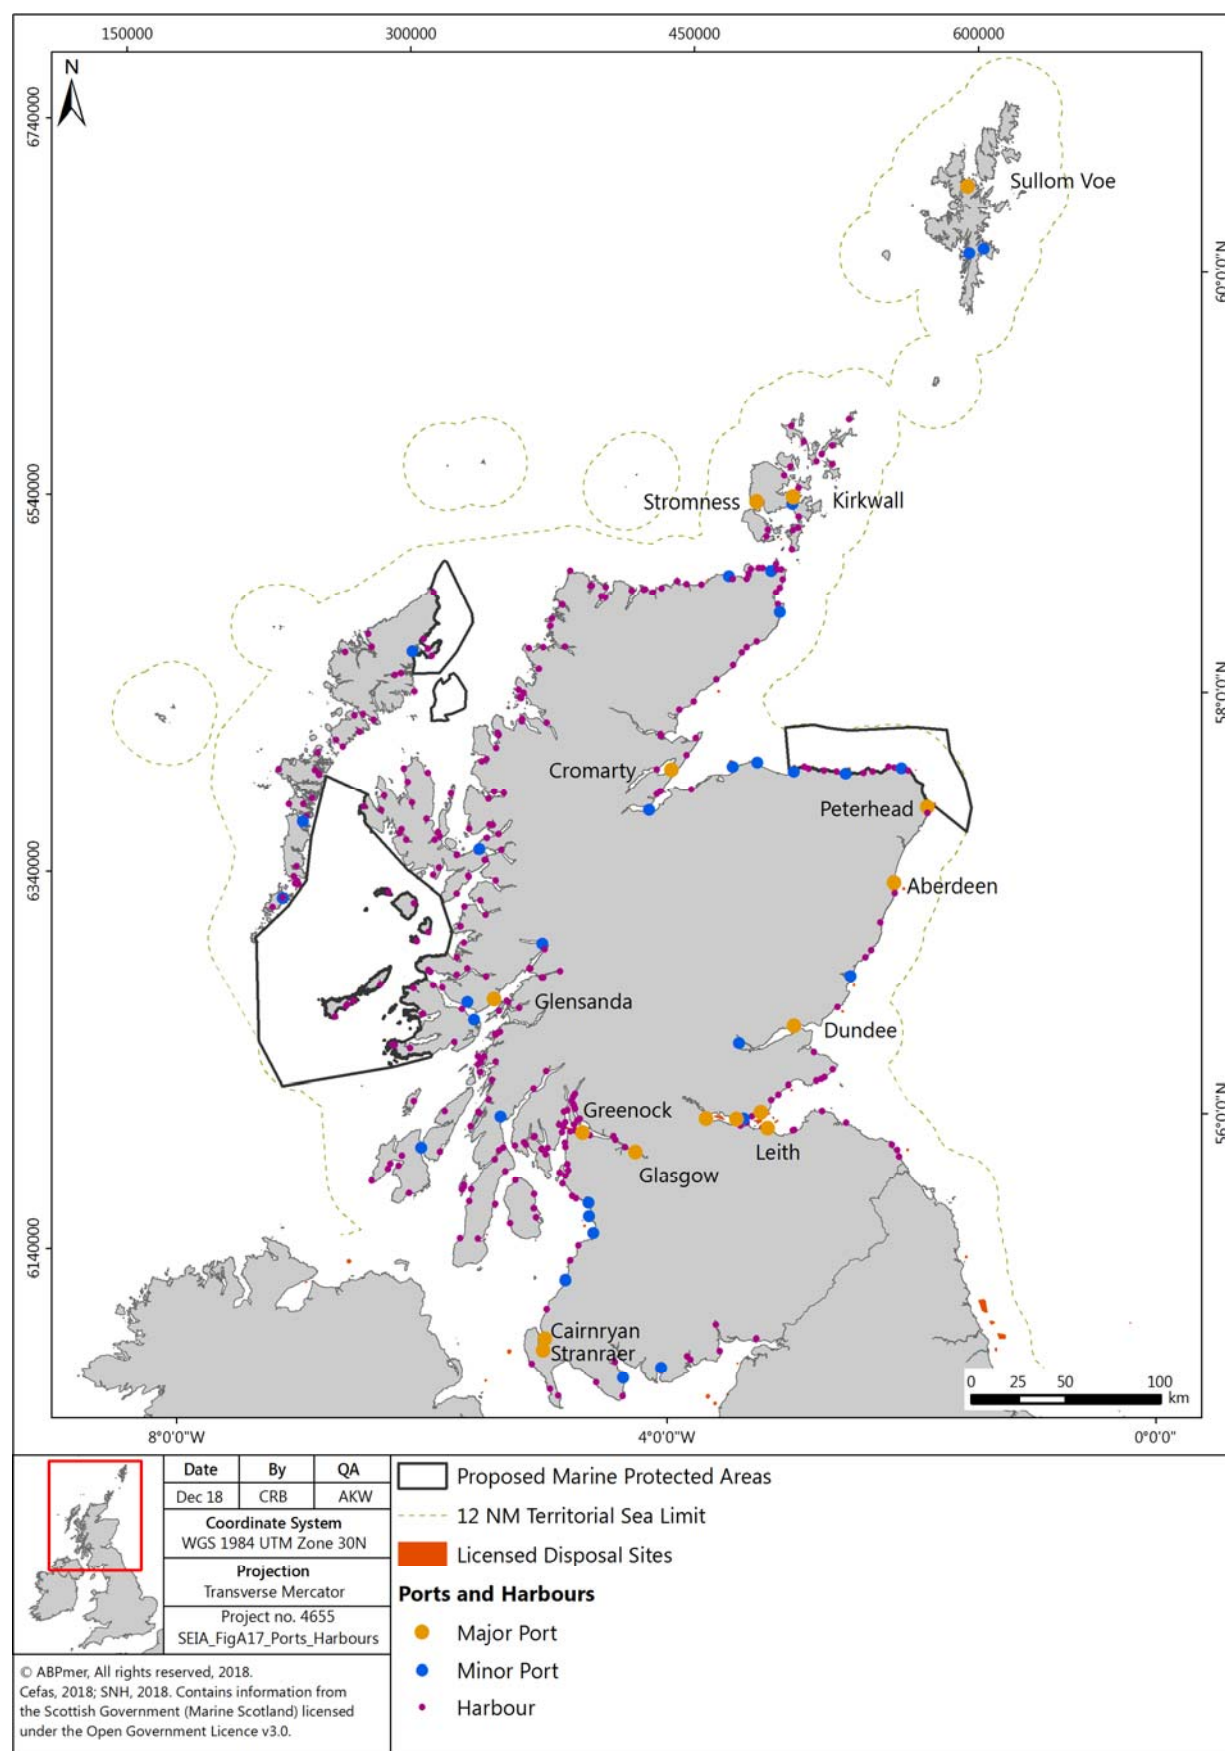 150000 300000 450000 600000
N
6740000
Sullom Voe
60°0'0"N
6540000
Stromness
Kirkwall
58°0'0"N
Cromarty
Peterhead
6340000
Aberdeen
Glensanda
Dundee
Greenock
56°0'0"N
Leith
Glasgow
6140000
Cairnryan
Stranraer
0 25 50 100
km
8°0'0"W 4°0'0"W 0°0'0"
Date By QA
Dec 18 CRB AKW
Coordinate System
WGS 1984 UTM Zone 30N
Projection
Transverse Mercator
Project no. 4655
SEIA_FigA17_Ports_Harbours
© ABPmer, All rights reserved, 2018.
Cefas, 2018; SNH, 2018. Contains information from
the Scottish Government (Marine Scotland) licensed
under the Open Government Licence v3.0.
Proposed Marine Protected Areas
12 NM Territorial Sea Limit
Licensed Disposal Sites
Ports and Harbours
Major Port
Minor Port
Harbour